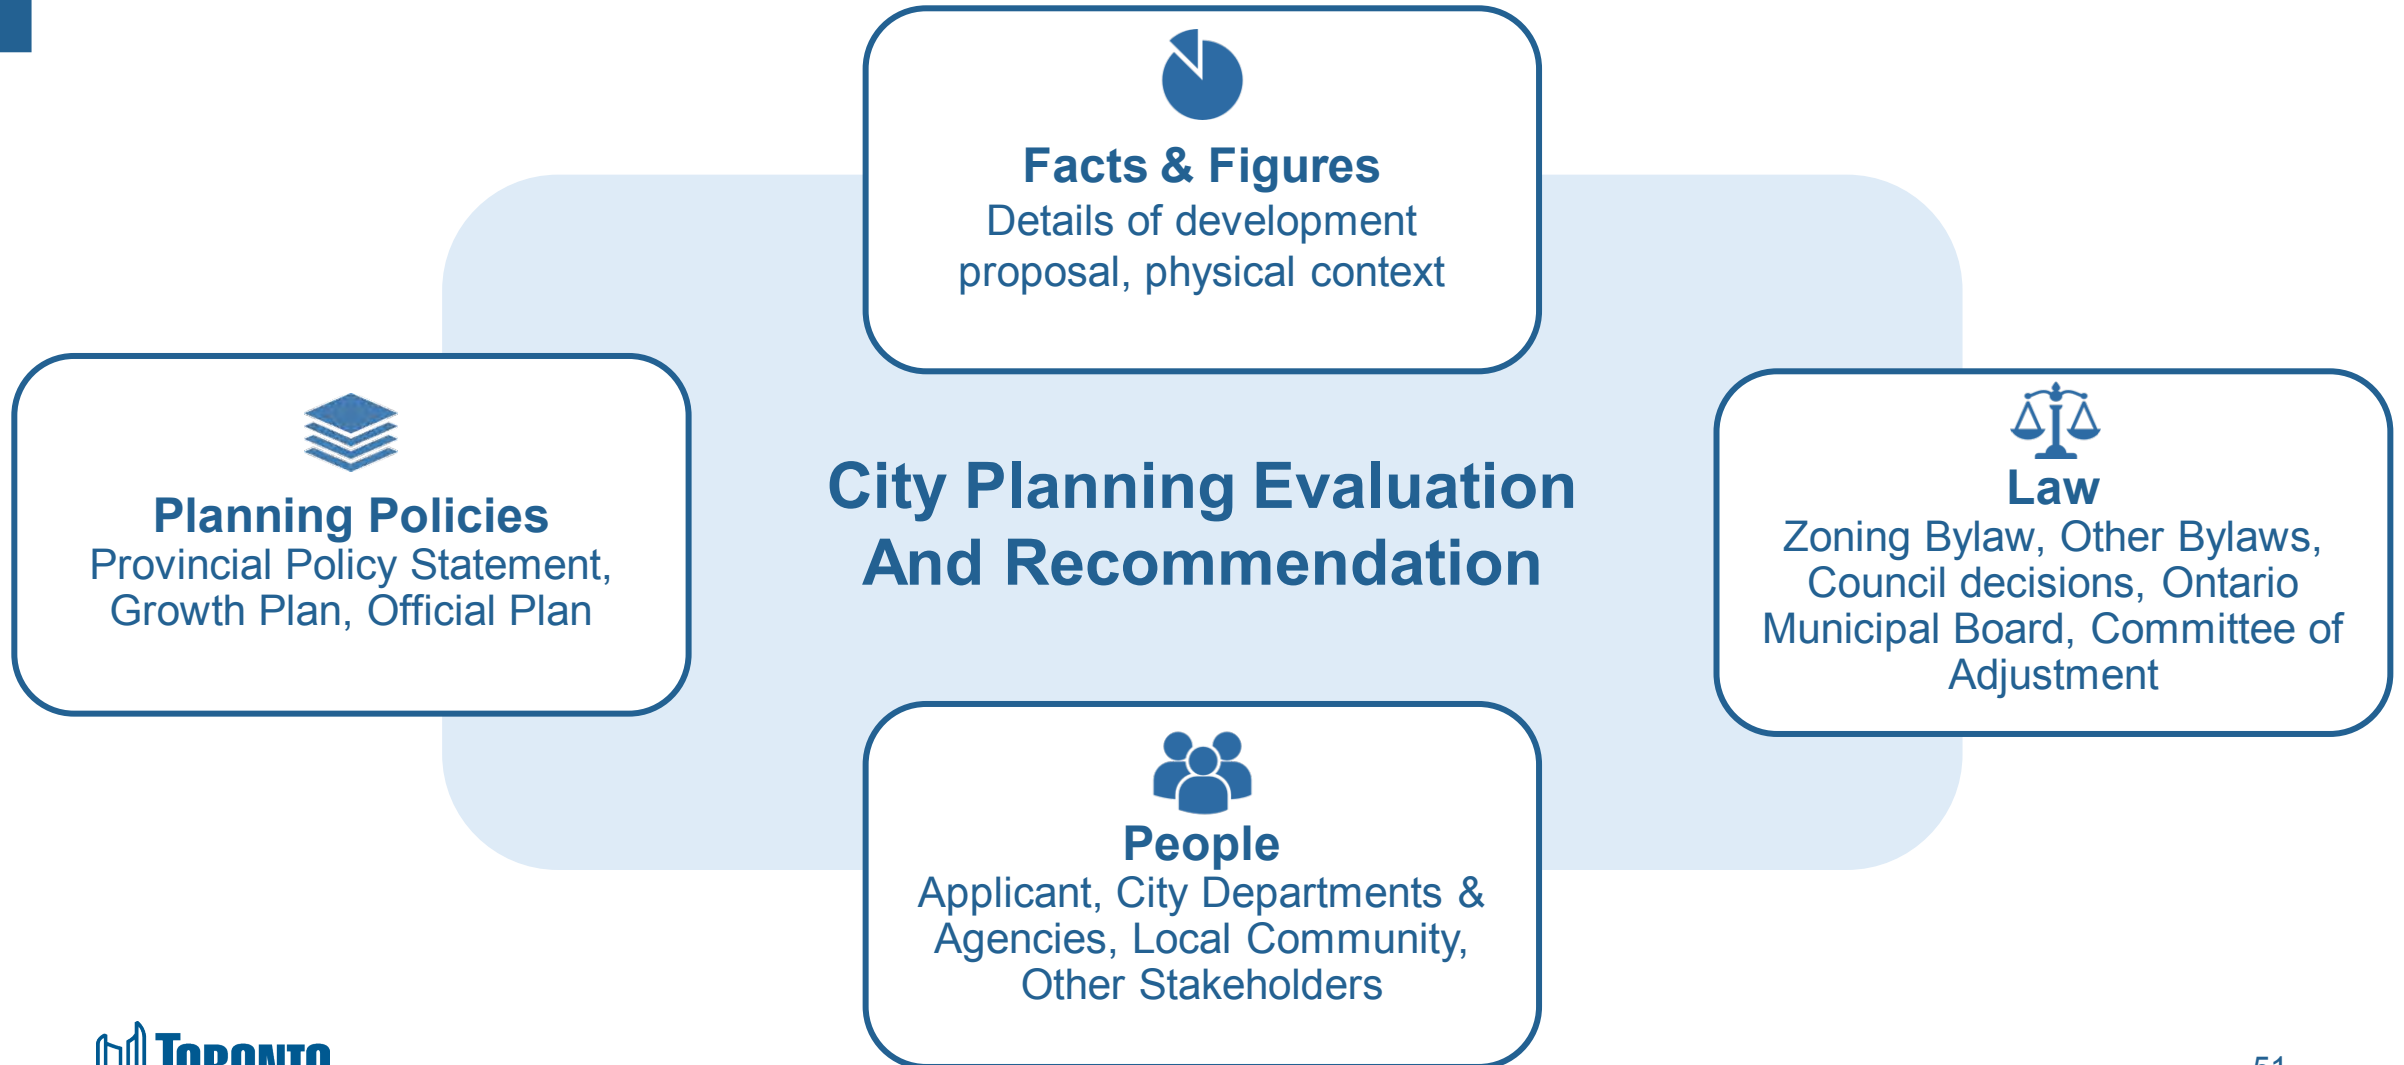 Facts & Figures
Details of development
proposal, physical context
Planning Policies
Provincial Policy Statement,
Growth Plan, Official Plan
City Planning Evaluation
And Recommendation
Law
Zoning Bylaw, Other Bylaws,
Council decisions, Ontario
Municipal Board, Committee of
Adjustment
People
Applicant, City Departments &
Agencies, Local Community,
Other Stakeholders
TORONTO
51